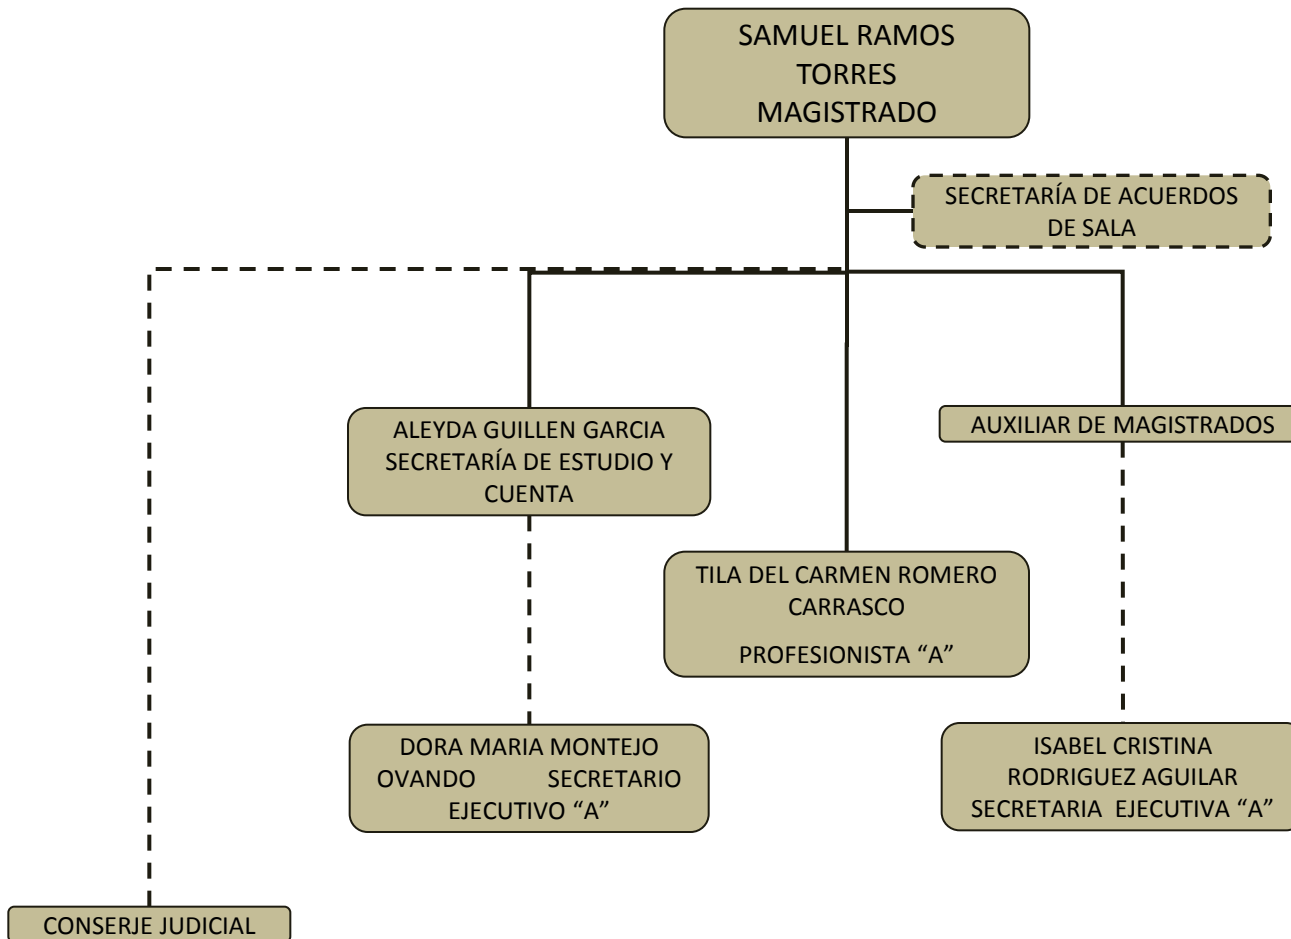 SAMUEL RAMOS
TORRES
MAGISTRADO
SECRETARÍA DE ACUERDOS
DE SALA
ALEYDA GUILLEN GARCIA
SECRETARÍA DE ESTUDIO Y
CUENTA
AUXILIAR DE MAGISTRADOS
TILA DEL CARMEN ROMERO
CARRASCO
PROFESIONISTA “A”
DORA MARIA MONTEJO
OVANDO SECRETARIO
EJECUTIVO “A”
ISABEL CRISTINA
RODRIGUEZ AGUILAR
SECRETARIA EJECUTIVA “A”
CONSERJE JUDICIAL